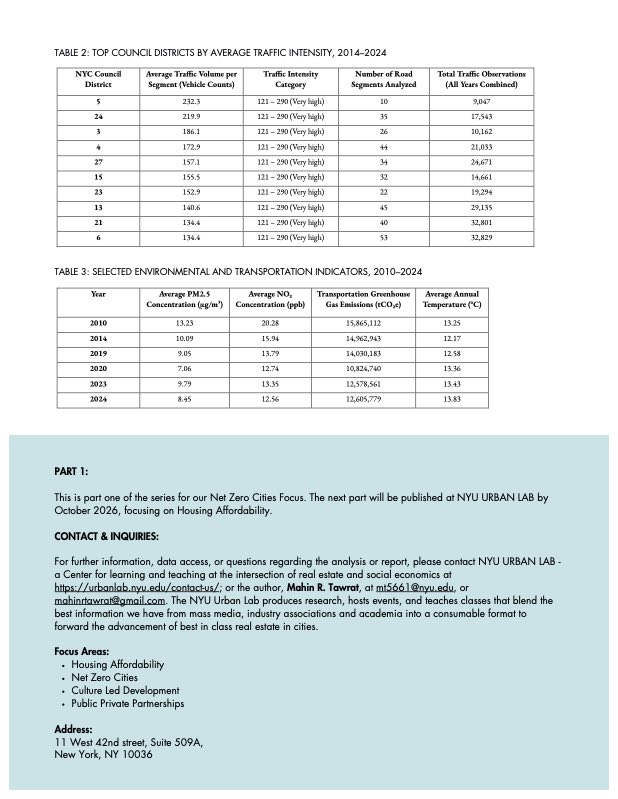 TABLE 2: TOP COUNCIL DISTRICTS BY AVERAGE TRAFFIC INTENSITY, 2014–2024
NYC Council District | Average Traffic Volume per Segment (Vehicle Counts) | Traffic Intensity Category | Number of Road Segments Analyzed | Total Traffic Observations (All Years Combined)
5 | 232.3 | 121 – 290 (Very high) | 10 | 9,047
24 | 219.9 | 121 – 290 (Very high) | 35 | 17,543
3 | 186.1 | 121 – 290 (Very high) | 26 | 10,162
4 | 172.9 | 121 – 290 (Very high) | 44 | 21,033
27 | 157.1 | 121 – 290 (Very high) | 34 | 24,671
15 | 155.5 | 121 – 290 (Very high) | 32 | 14,661
23 | 152.9 | 121 – 290 (Very high) | 22 | 19,294
13 | 140.6 | 121 – 290 (Very high) | 45 | 29,135
21 | 134.4 | 121 – 290 (Very high) | 40 | 32,801
6 | 134.4 | 121 – 290 (Very high) | 53 | 32,829
TABLE 3: SELECTED ENVIRONMENTAL AND TRANSPORTATION INDICATORS, 2010–2024
Year | Average PM2.5 Concentration (µg/m³) | Average NO₂ Concentration (ppb) | Transportation Greenhouse Gas Emissions (tCO₂e) | Average Annual Temperature (°C)
2010 | 13.23 | 20.28 | 15,865,112 | 13.25
2014 | 10.09 | 15.94 | 14,962,943 | 12.17
2019 | 9.05 | 13.79 | 14,030,183 | 12.58
2020 | 7.06 | 12.74 | 10,824,740 | 13.36
2023 | 9.79 | 13.35 | 12,578,561 | 13.43
2024 | 8.45 | 12.56 | 12,605,779 | 13.83
PART 1:
This is part one of the series for our Net Zero Cities Focus. The next part will be published at NYU URBAN LAB by
October 2026, focusing on Housing Affordability.
CONTACT & INQUIRIES:
For further information, data access, or questions regarding the analysis or report, please contact NYU URBAN LAB -
a Center for learning and teaching at the intersection of real estate and social economics at
https://urbanlab.nyu.edu/contact-us/; or the author, Mahin R. Tawrat, at mt5661@nyu.edu, or
mahinrtawrat@gmail.com. The NYU Urban Lab produces research, hosts events, and teaches classes that blend the
best information we have from mass media, industry associations and academia into a consumable format to
forward the advancement of best in class real estate in cities.
Focus Areas:
• Housing Affordability
• Net Zero Cities
• Culture Led Development
• Public Private Partnerships
Address:
11 West 42nd street, Suite 509A,
New York, NY 10036